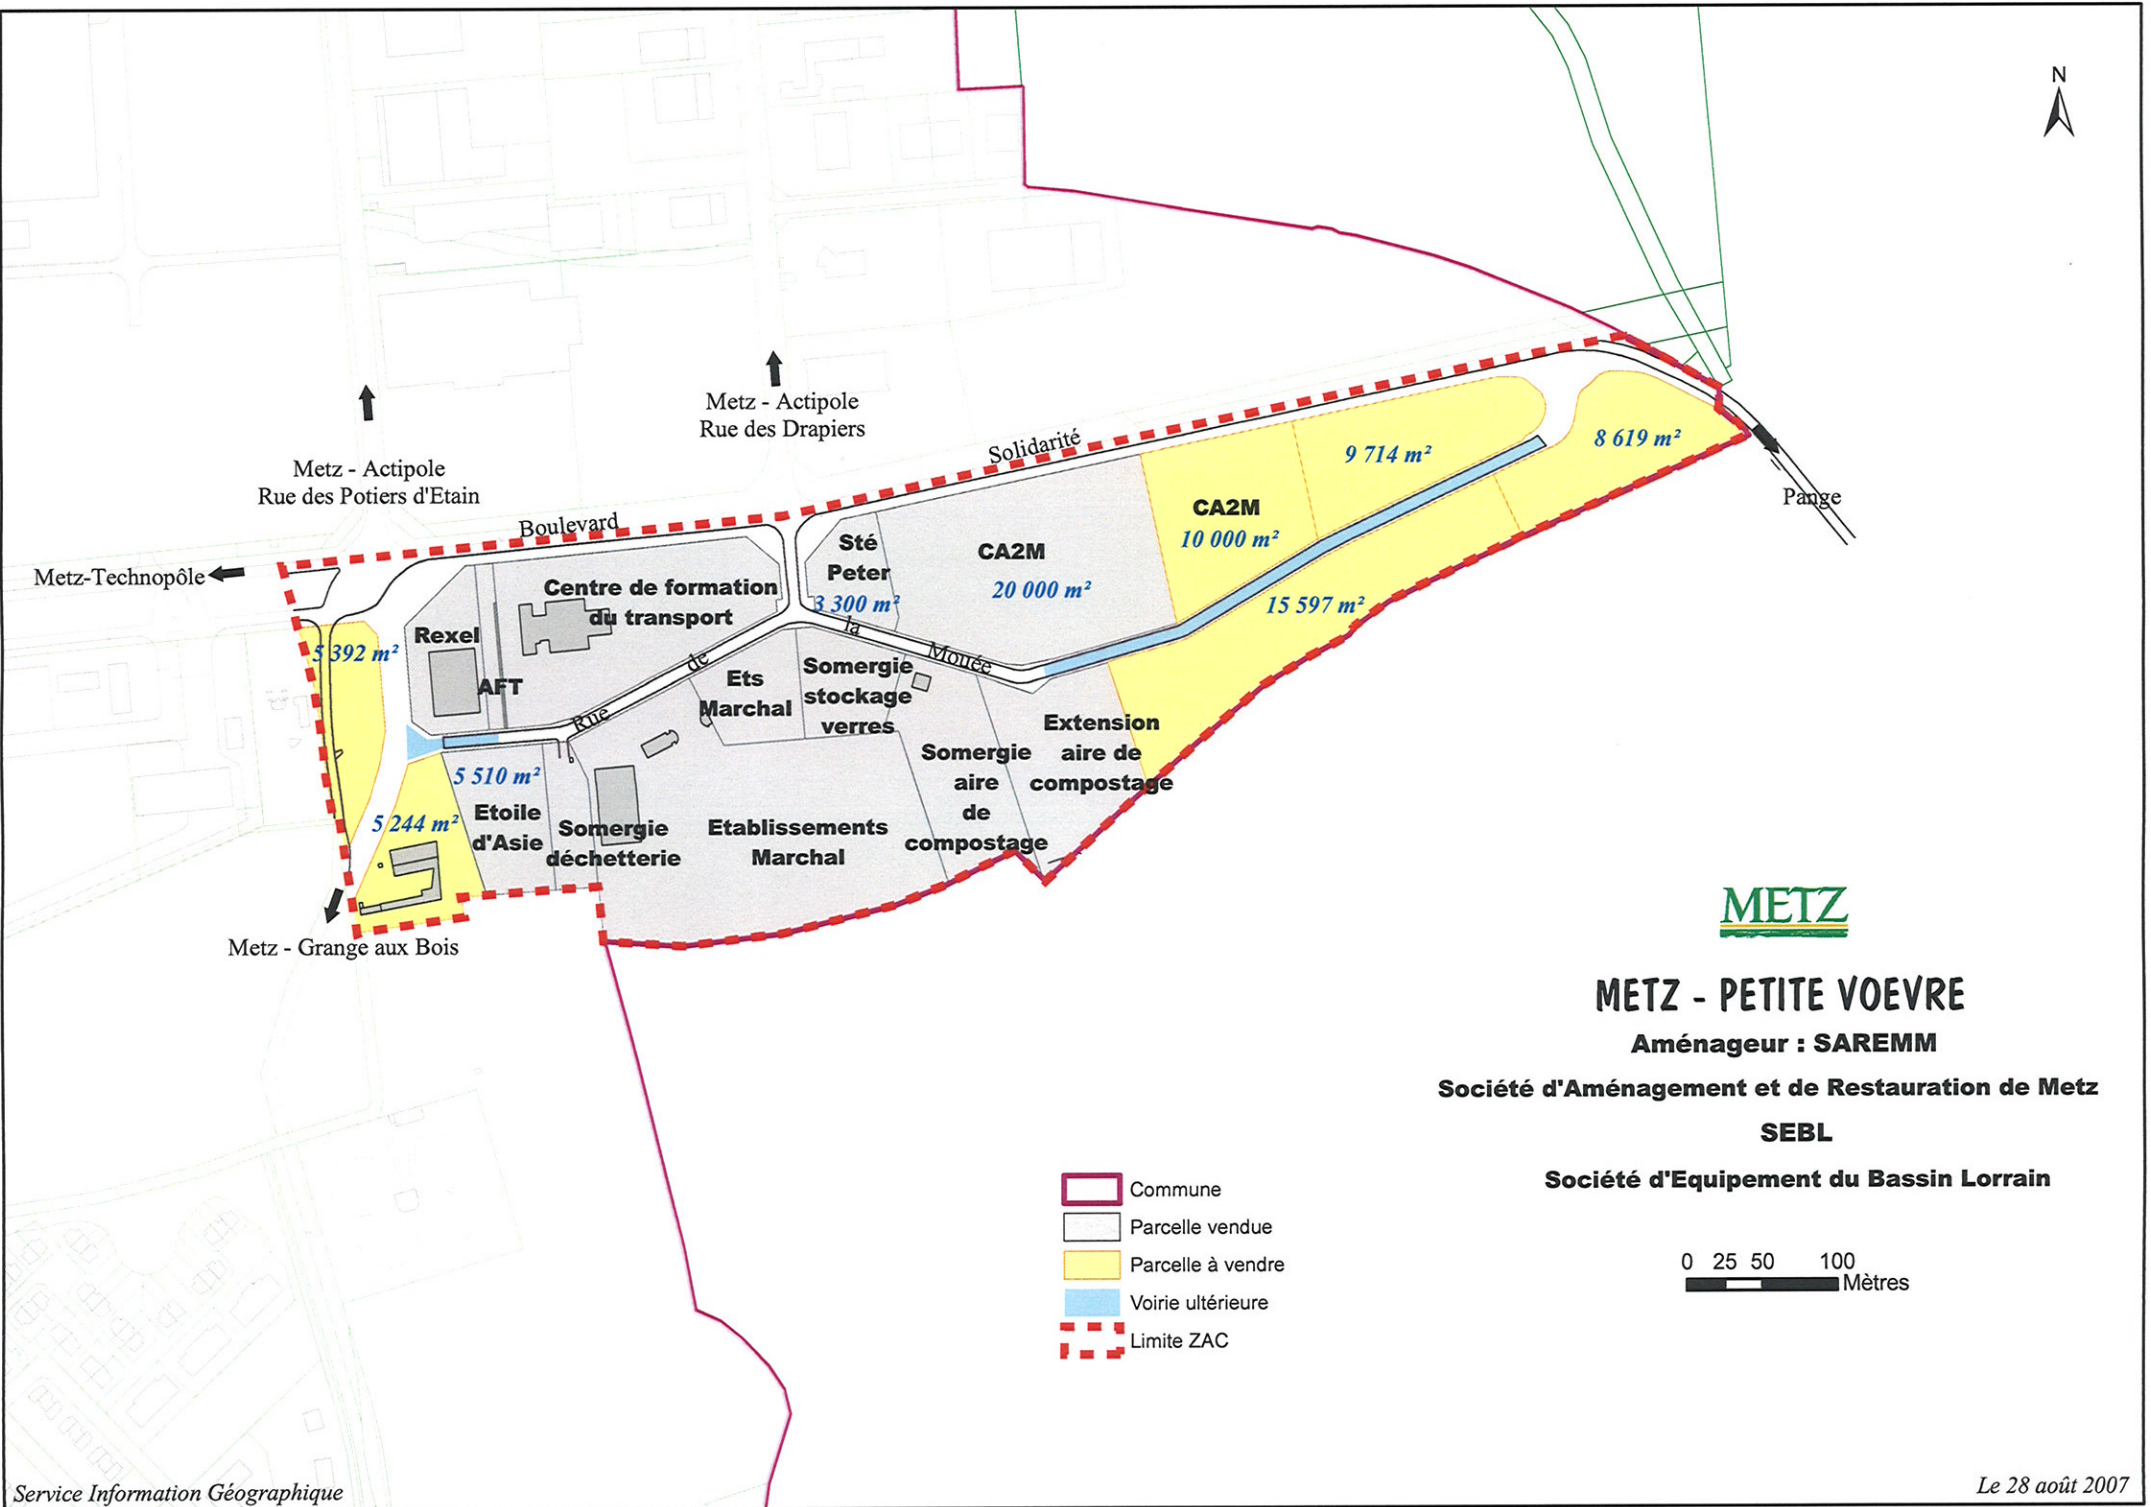 N
Metz - Actipole
Rue des Drapiers
Metz - Actipole
Rue des Potiers d'Etain
Metz-Technopôle
Boulevard
Solidarité
Pange
9 714 m²
8 619 m²
CA2M
10 000 m²
15 597 m²
Sté
Peter
3 300 m²
CA2M
20 000 m²
Centre de formation
du transport
Rexel
AFT
5 392 m²
Rue
de
la
Mouée
Ets
Marchal
Somergie
stockage
verres
Extension
aire de
compostage
Somergie
aire
de
compostage
5 510 m²
Etoile
d'Asie
5 244 m²
Somergie
déchetterie
Etablissements
Marchal
Metz - Grange aux Bois
METZ
METZ - PETITE VOEVRE
Aménageur : SAREMM
Société d'Aménagement et de Restauration de Metz
SEBL
Société d'Equipement du Bassin Lorrain
Commune
Parcelle vendue
Parcelle à vendre
Voirie ultérieure
Limite ZAC
0 25 50 100
Mètres
Service Information Géographique
Le 28 août 2007